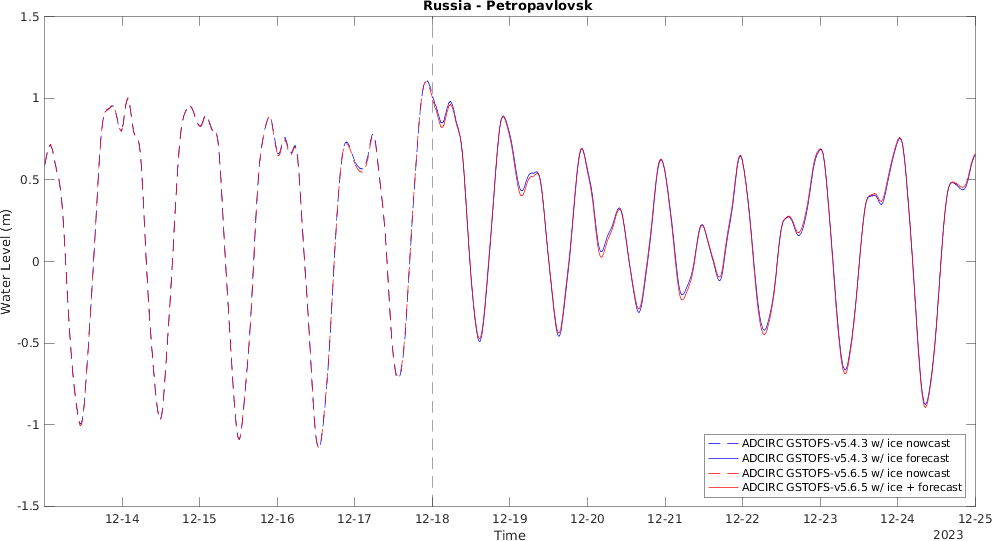 Russia - Petropavlovsk
1.5
1
0.5
0
-0.5
-1
-1.5
Water Level (m)
ADCIRC GSTOFS-v5.4.3 w/ ice nowcast
ADCIRC GSTOFS-v5.4.3 w/ ice forecast
ADCIRC GSTOFS-v5.6.5 w/ ice nowcast
ADCIRC GSTOFS-v5.6.5 w/ ice + forecast
12-14 12-15 12-16 12-17 12-18 12-19 12-20 12-21 12-22 12-23 12-24 12-25
Time
2023